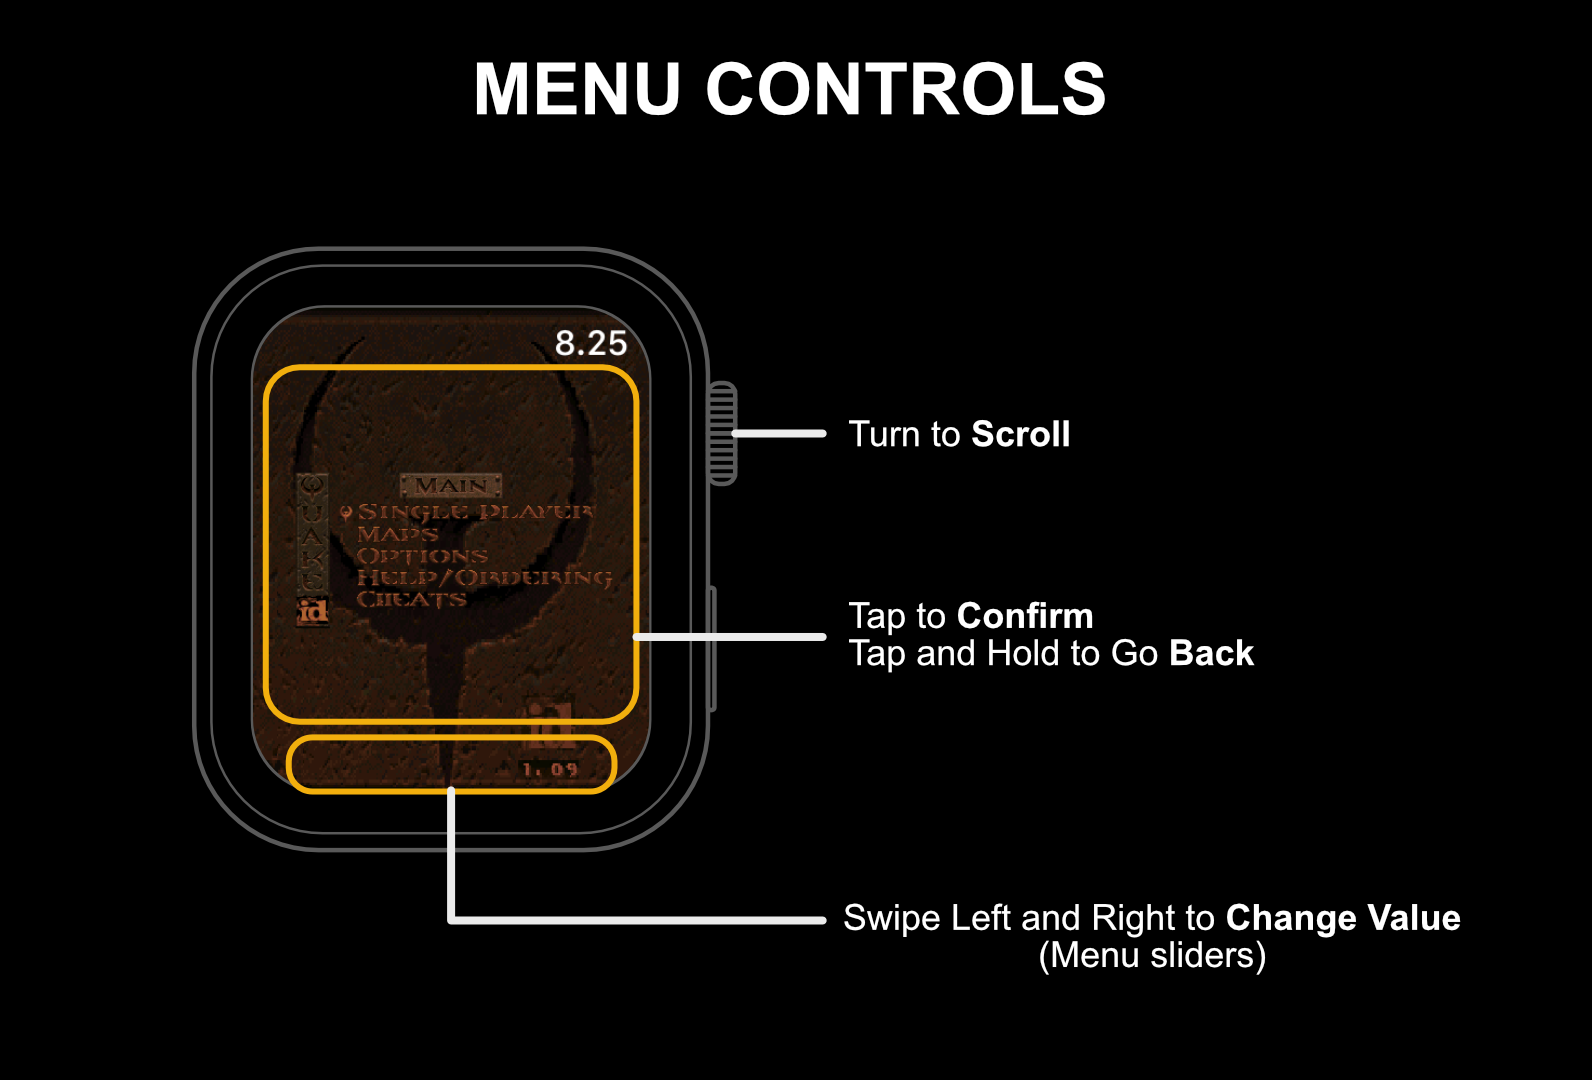 MENU CONTROLS
8.25
QUAKE
id
MAIN
SINGLE PLAYER
MAPS
OPTIONS
HELP/ORDERING
CHEATS
id
1.09
Turn to Scroll
Tap to Confirm
Tap and Hold to Go Back
Swipe Left and Right to Change Value
(Menu sliders)